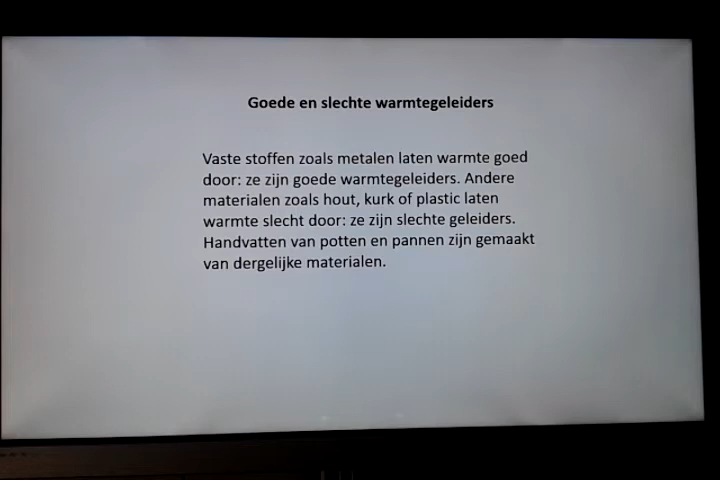 Goede en slechte warmtegeleiders
Vaste stoffen zoals metalen laten warmte goed
door: ze zijn goede warmtegeleiders. Andere
materialen zoals hout, kurk of plastic laten
warmte slecht door: ze zijn slechte geleiders.
Handvatten van potten en pannen zijn gemaakt
van dergelijke materialen.